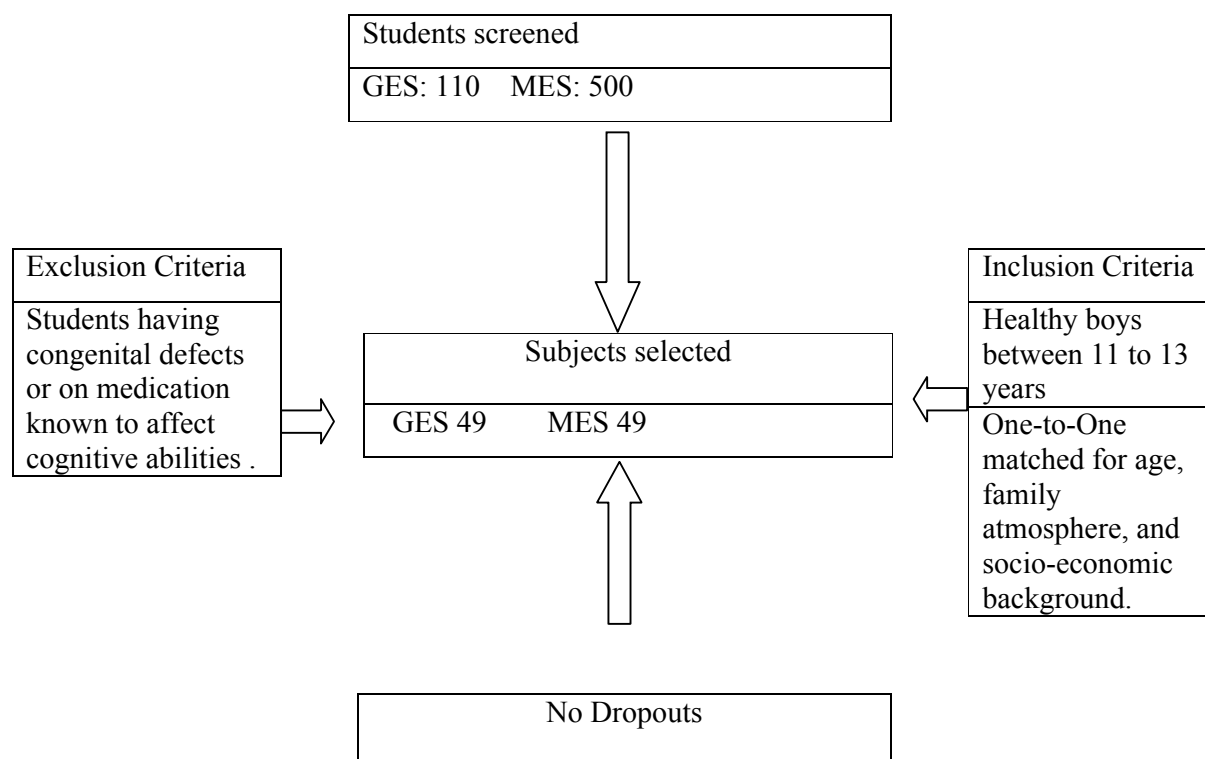 Students screened
GES: 110 MES: 500
Exclusion Criteria
Students having
congenital defects
or on medication
known to affect
cognitive abilities .
Subjects selected
GES 49 MES 49
Inclusion Criteria
Healthy boys
between 11 to 13
years
One-to-One
matched for age,
family
atmosphere, and
socio-economic
background.
No Dropouts